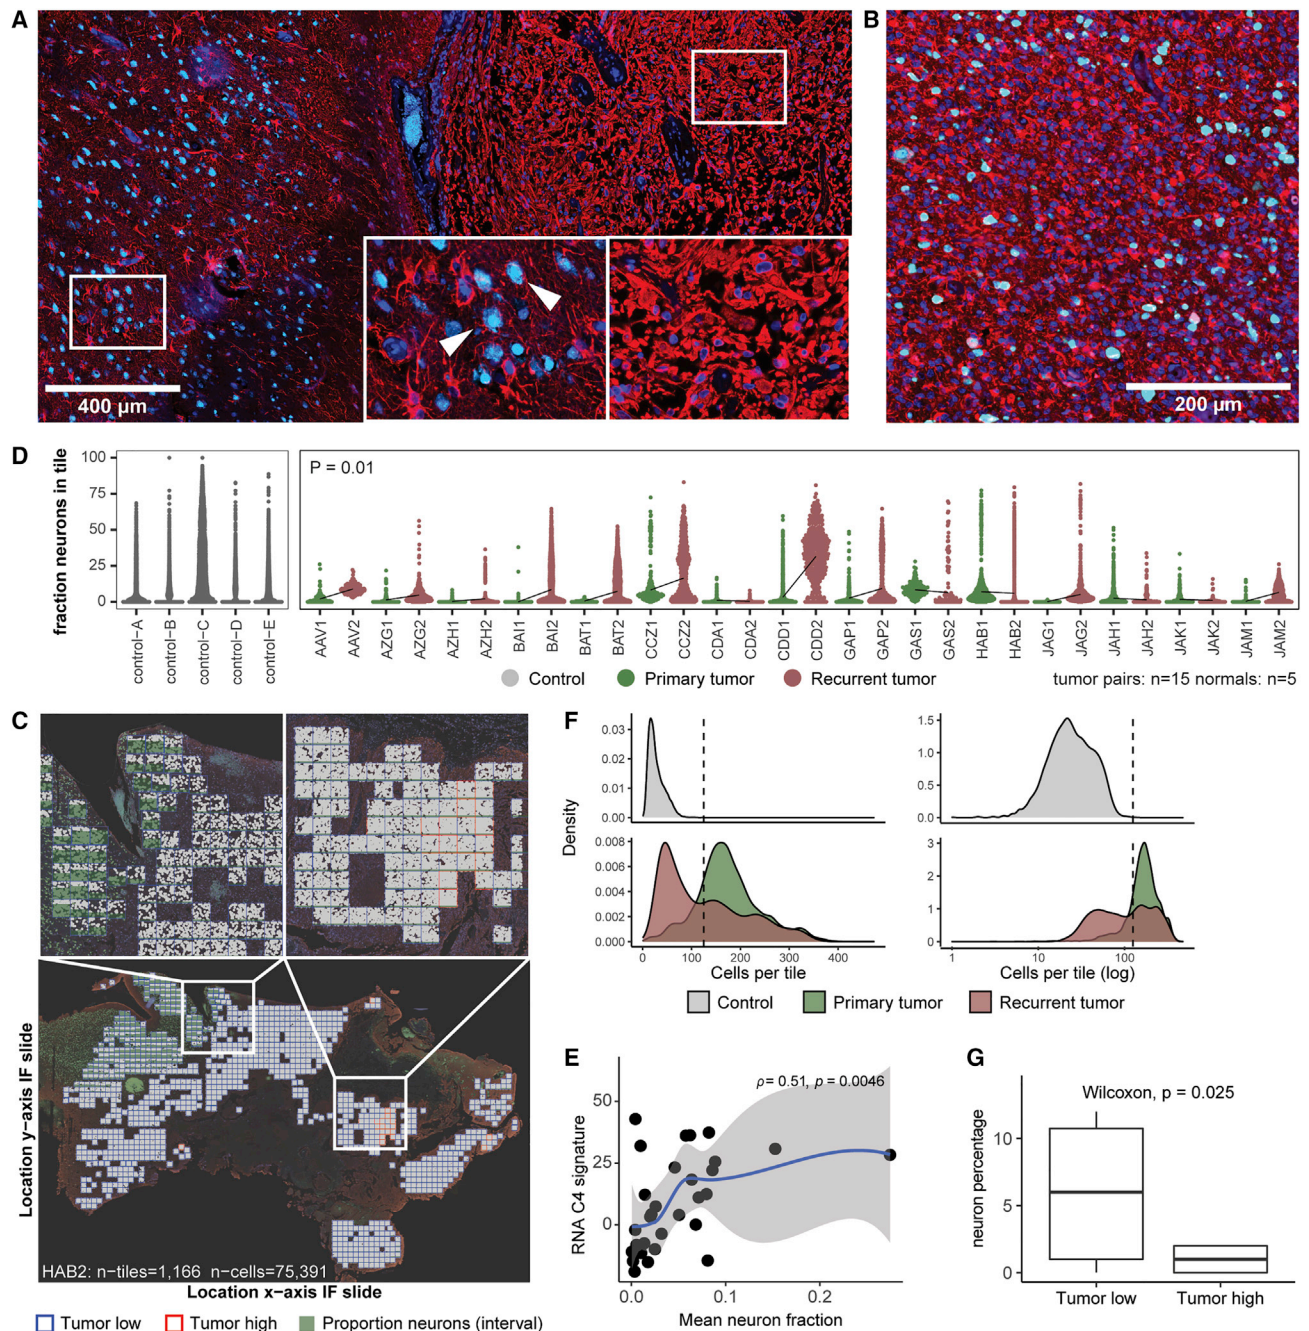 A
B
400 µm
200 µm
D
fraction neurons in tile
100
75
50
25
0
P = 0.01
control-A
control-B
control-C
control-D
control-E
AAV1
AAV2
AZG1
AZG2
AZH1
AZH2
BAI1
BAI2
BAT1
BAT2
CCZ1
CCZ2
CDA1
CDA2
CDD1
CDD2
GAP1
GAP2
GAS1
GAS2
HAB1
HAB2
JAG1
JAG2
JAH1
JAH2
JAK1
JAK2
JAM1
JAM2
Control
Primary tumor
Recurrent tumor
tumor pairs: n=15 normals: n=5
C
Location y-axis IF slide
HAB2: n-tiles=1,166 n-cells=75,391
Location x-axis IF slide
Tumor low
Tumor high
Proportion neurons (interval)
F
Density
0.03
0.02
0.01
0.00
1.5
1.0
0.5
0.0
0.008
0.006
0.004
0.002
0.000
3
2
1
0
0
100
200
300
400
1
10
100
Cells per tile
Cells per tile (log)
Control
Primary tumor
Recurrent tumor
E
RNA C4 signature
50
25
0
ρ= 0.51, p = 0.0046
0.0
0.1
0.2
Mean neuron fraction
G
neuron percentage
10
5
0
Wilcoxon, p = 0.025
Tumor low
Tumor high